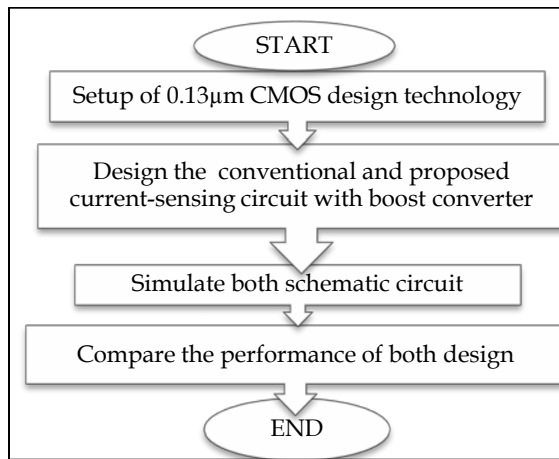 START
Setup of 0.13µm CMOS design technology
Design the conventional and proposed
current-sensing circuit with boost converter
Simulate both schematic circuit
Compare the performance of both design
END